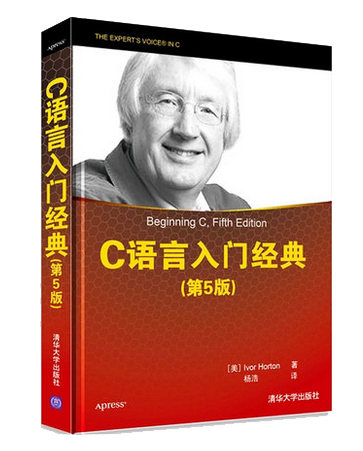 Apress®
C语言入门经典(第5版)
清华大学出版社
THE EXPERT'S VOICE® IN C
Beginning C, Fifth Edition
C语言入门经典
(第5版)
[美] Ivor Horton 著
杨浩 译
Apress®
清华大学出版社